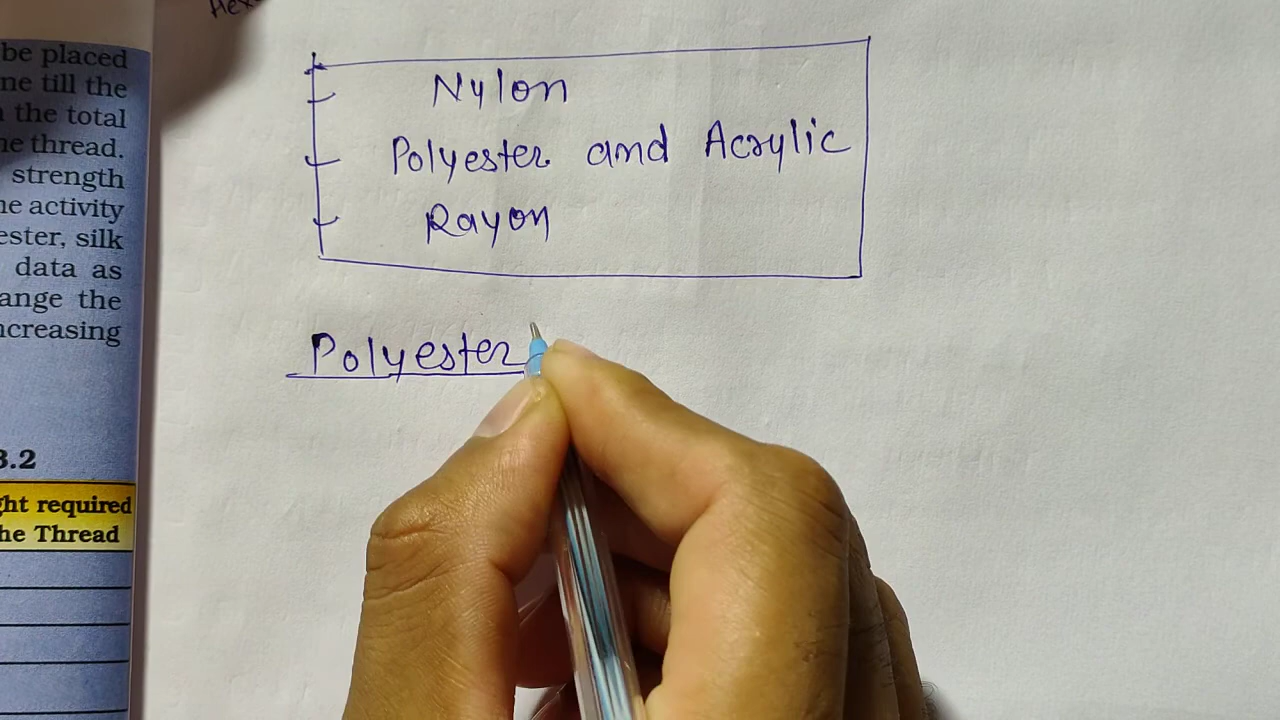 be placed
ne till the
the total
ne thread.
strength
he activity
ester, silk
data as
ange the
ncreasing
3.2
ght required
he Thread
Nylon
Polyester and Acrylic
Rayon
Polyester